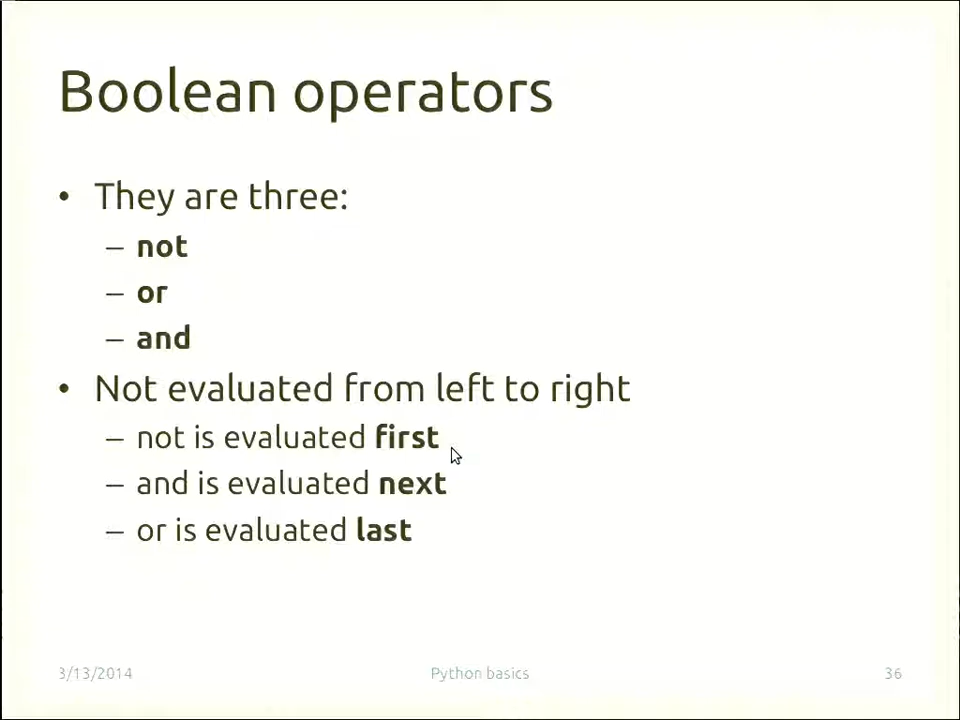 Boolean operators
• They are three:
– not
– or
– and
• Not evaluated from left to right
– not is evaluated first
– and is evaluated next
– or is evaluated last
3/13/2014 Python basics 36